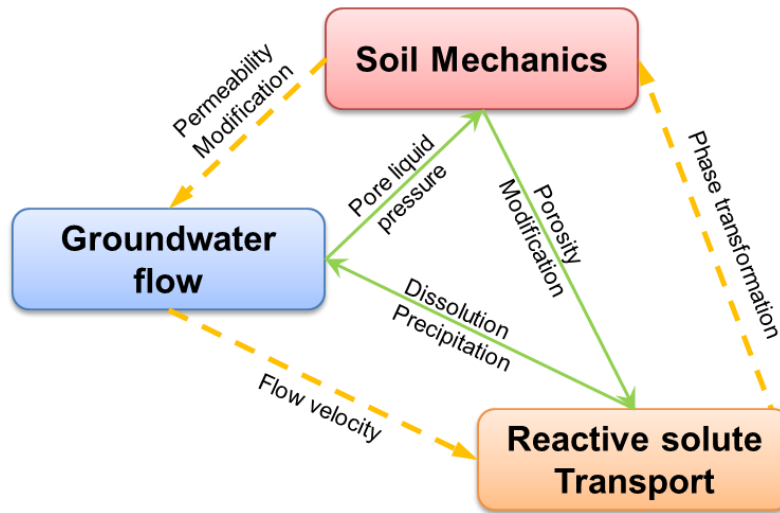 Soil Mechanics
Permeability
Modification
Pore liquid
pressure
Porosity
Modification
Phase transformation
Groundwater
flow
Dissolution
Precipitation
Flow velocity
Reactive solute
Transport